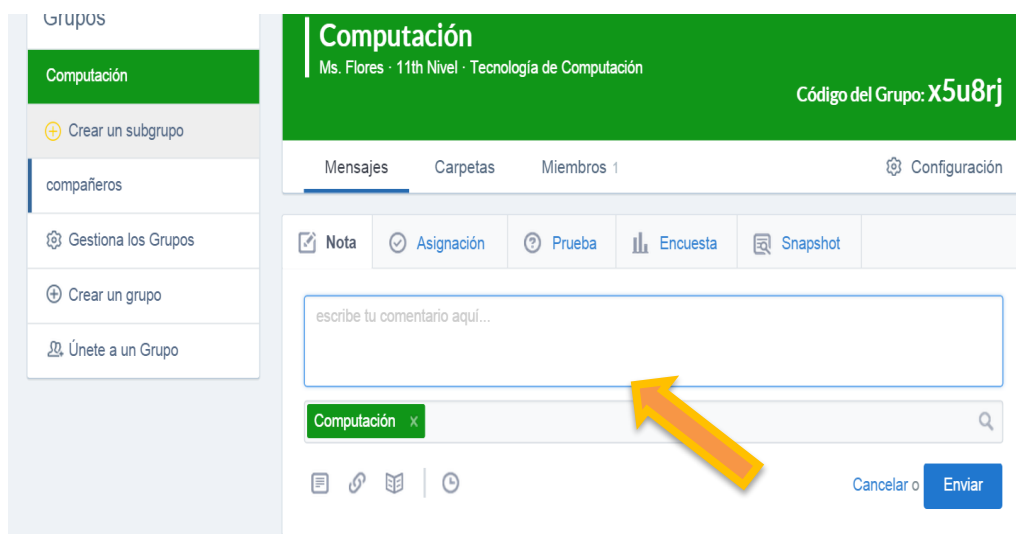 Grupos
Computación
Crear un subgrupo
compañeros
Gestiona los Grupos
Crear un grupo
Únete a un Grupo
Computación
Ms. Flores · 11th Nivel · Tecnología de Computación
Código del Grupo: x5u8rj
Mensajes Carpetas Miembros 1 Configuración
Nota Asignación Prueba Encuesta Snapshot
escribe tu comentario aquí...
Computación x
Cancelar o Enviar